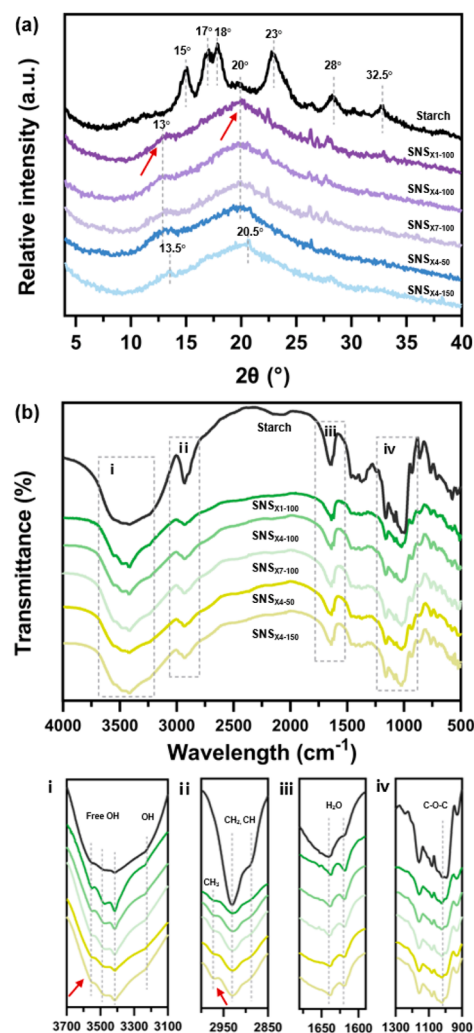 (a)
Relative intensity (a.u.)
15°
17°
18°
20°
23°
28°
32.5°
Starch
13°
SNSX1-100
SNSX4-100
SNSX7-100
SNSX4-50
13.5°
20.5°
SNSX4-150
5 10 15 20 25 30 35 40
2θ (°)
(b)
Transmittance (%)
i
ii
iii
iv
Starch
SNSX1-100
SNSX4-100
SNSX7-100
SNSX4-50
SNSX4-150
4000 3500 3000 2500 2000 1500 1000 500
Wavelength (cm-1)
i
ii
iii
iv
Free OH
OH
CH2, CH
CH3
H2O
C-O-C
3700 3500 3300 3100
2950 2850
1650 1600
1300 1100 900